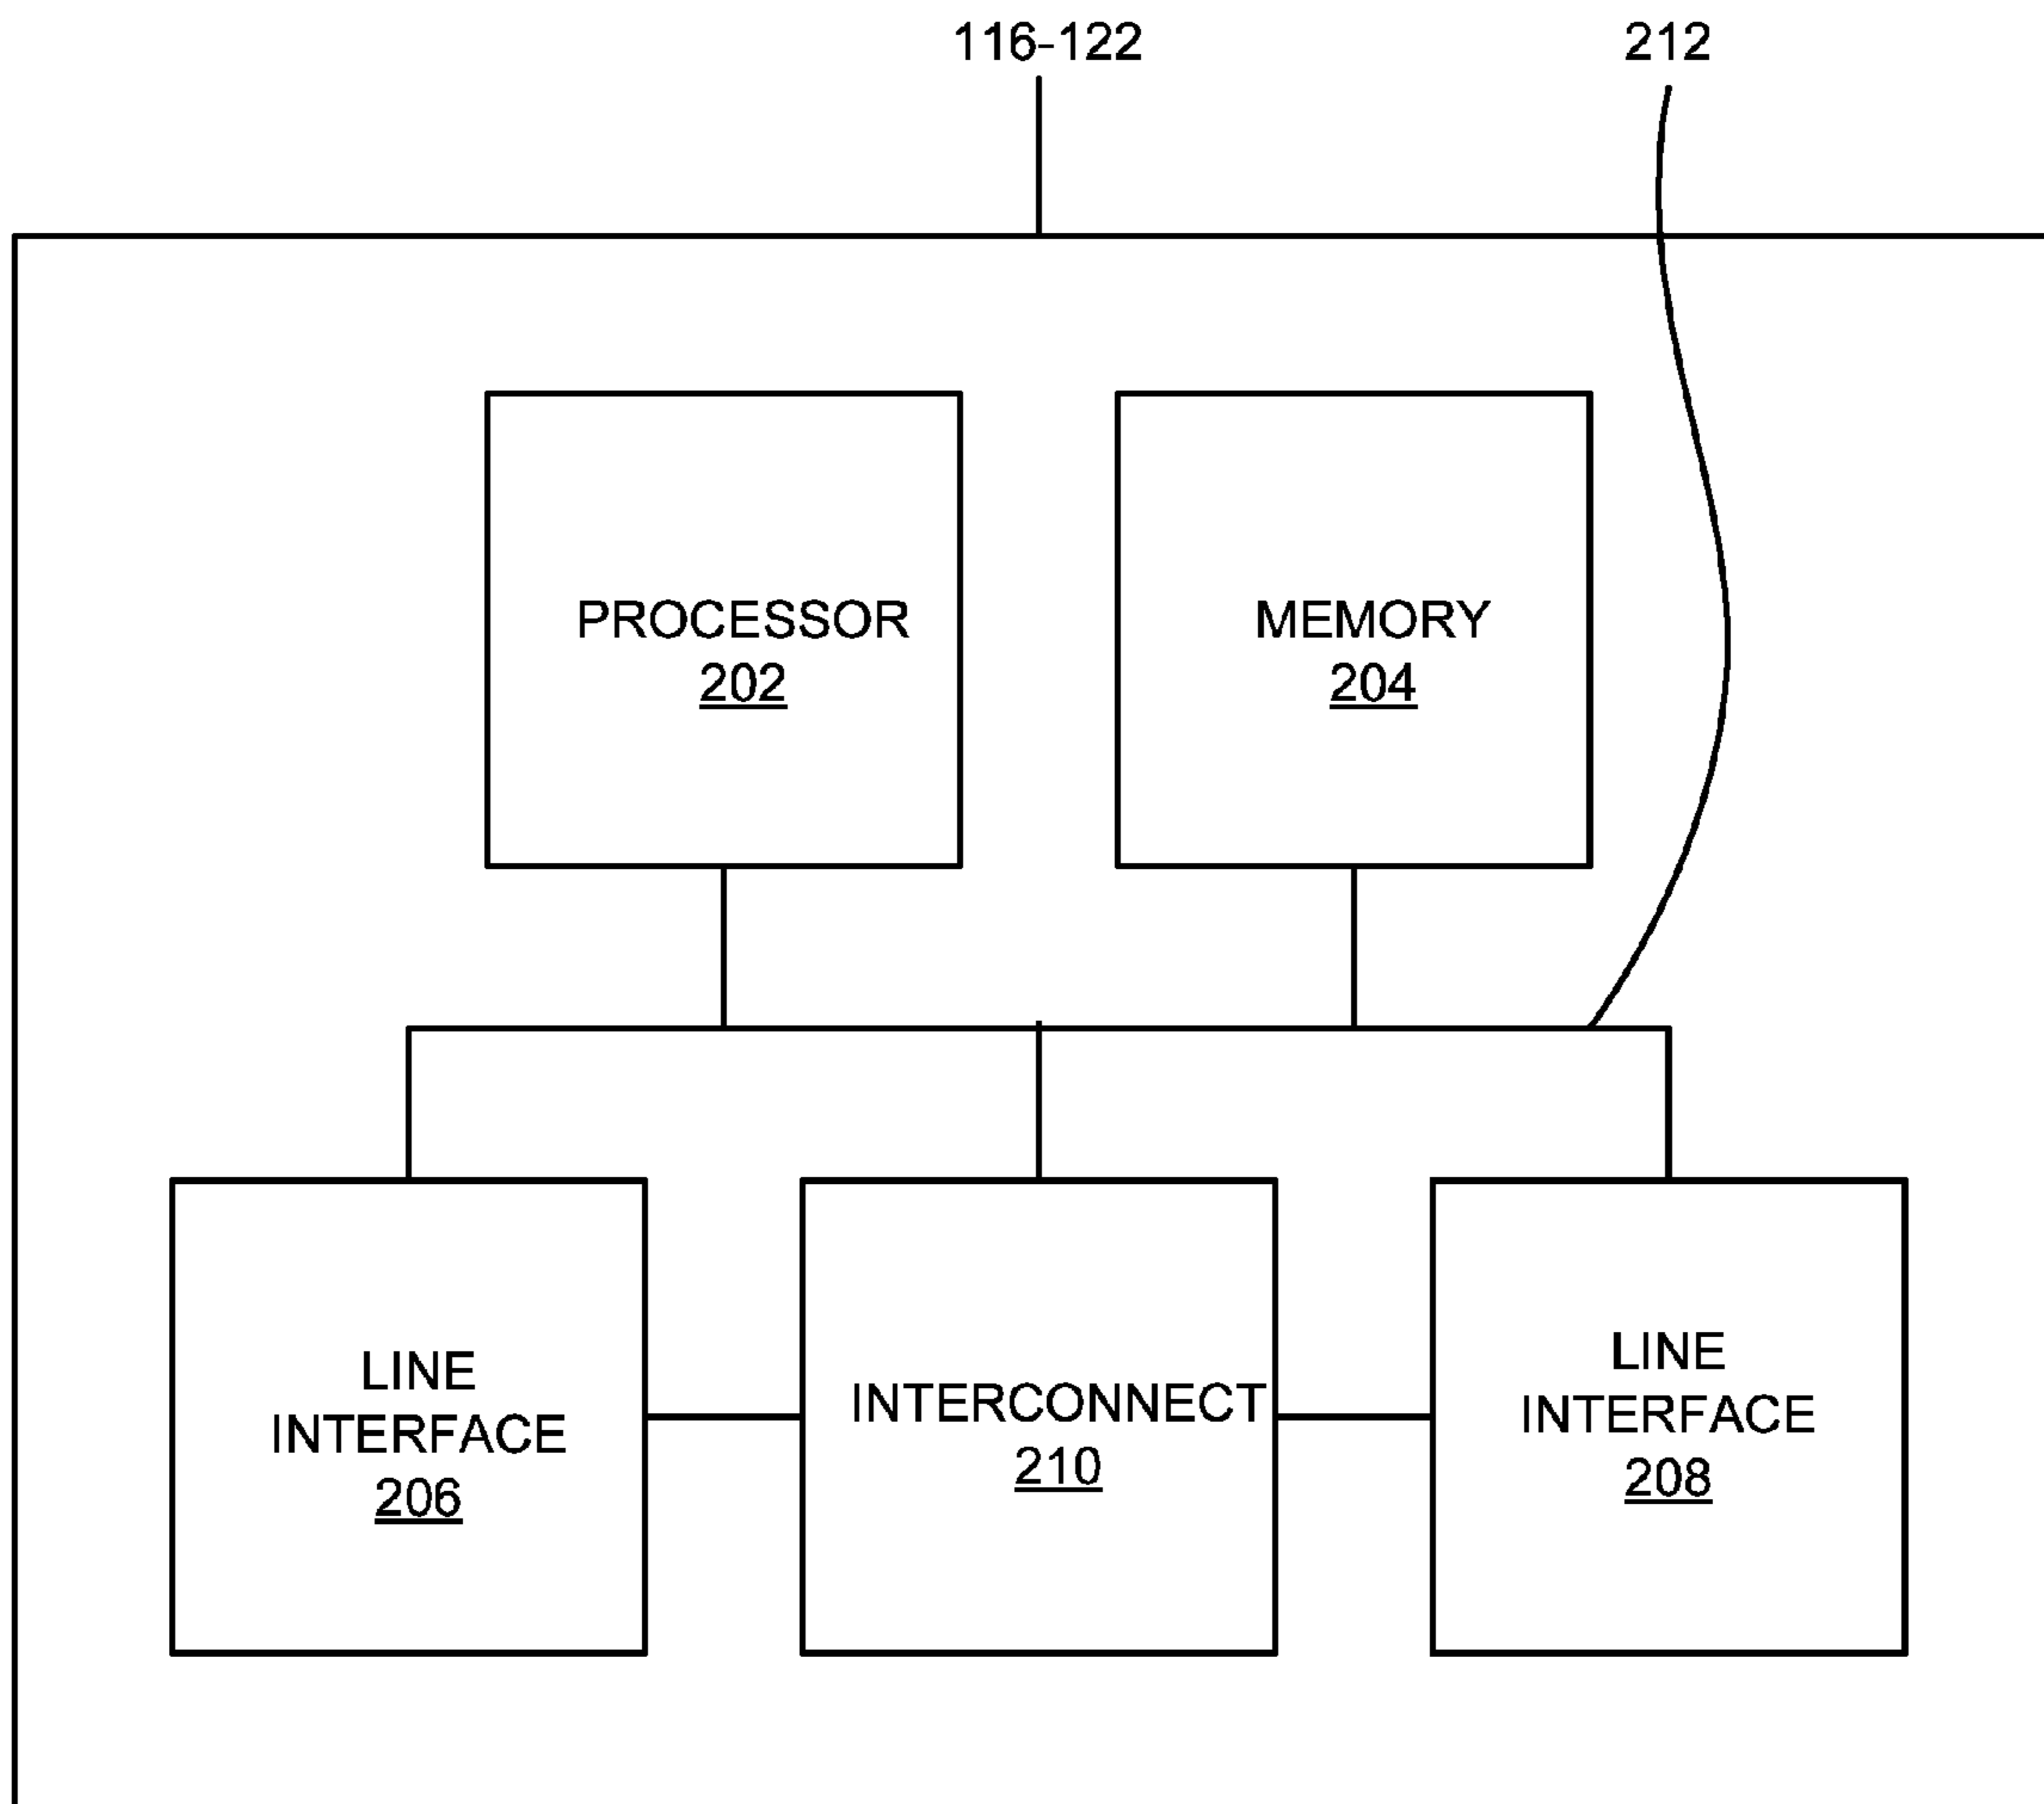 116-122
212
PROCESSOR
202
MEMORY
204
LINE
INTERFACE
206
INTERCONNECT
210
LINE
INTERFACE
208